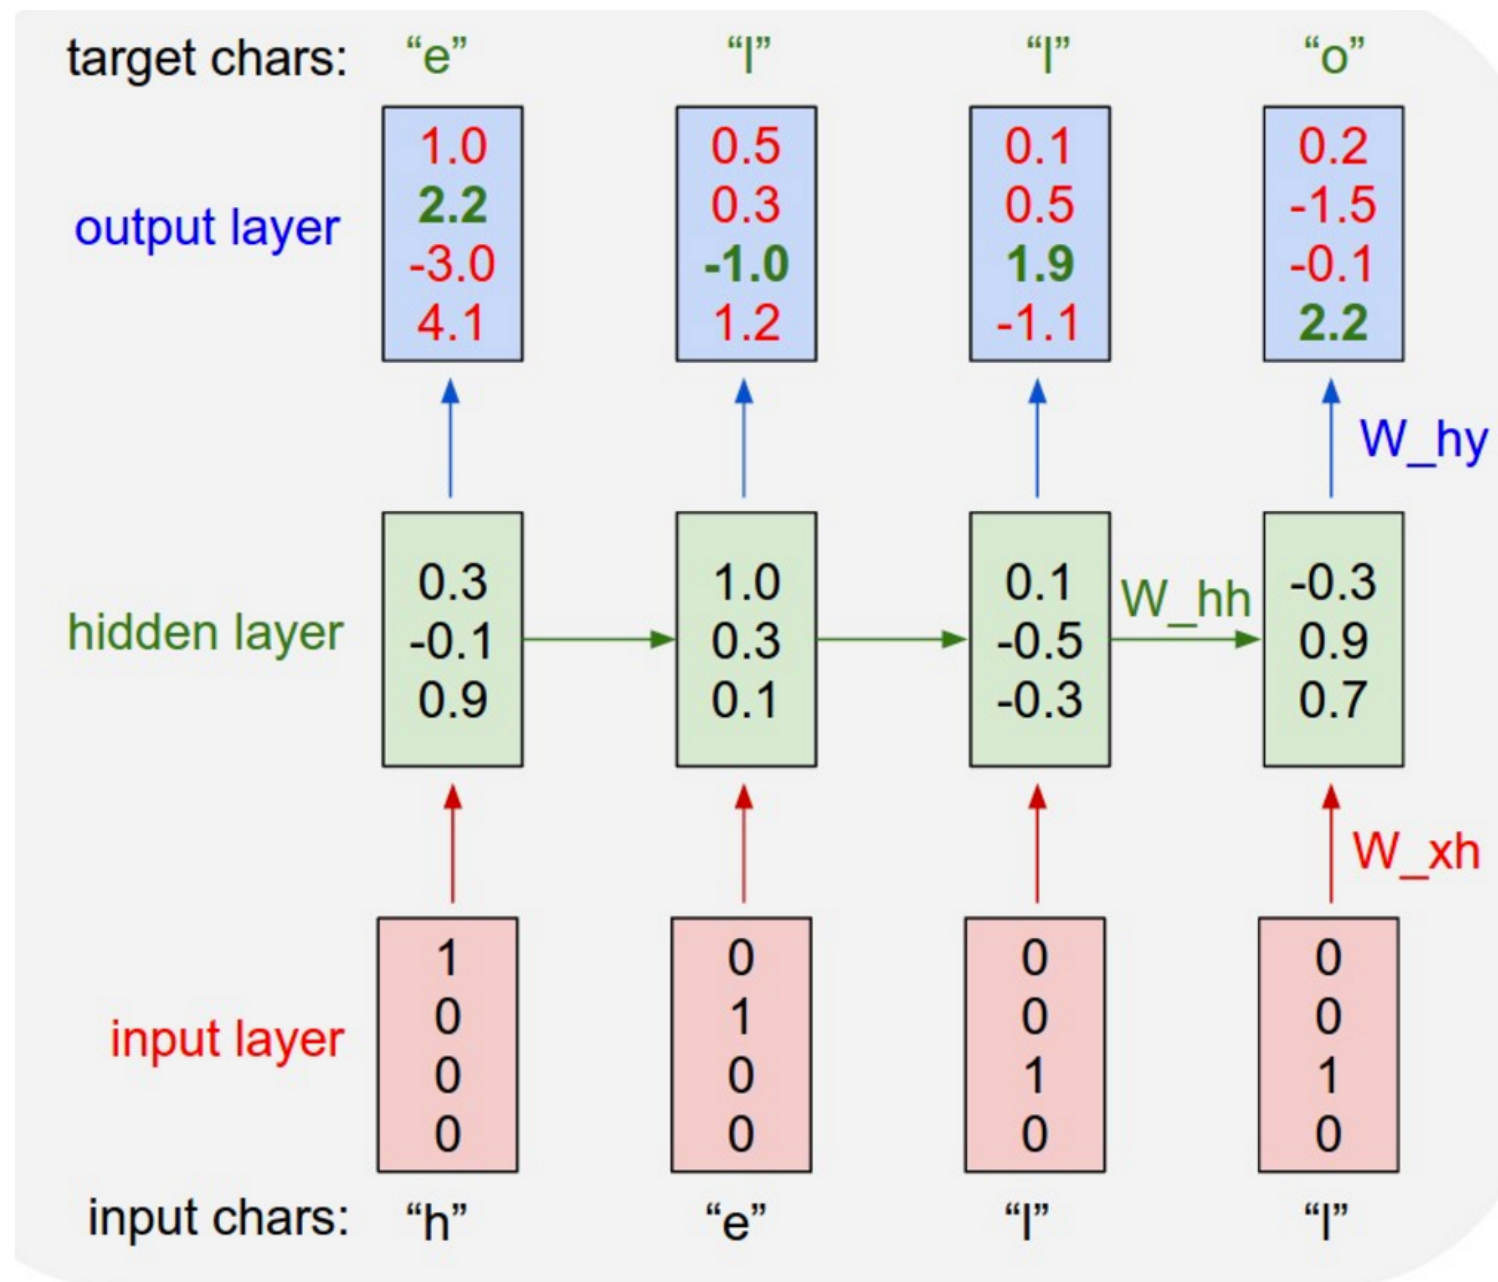 target chars: “e” “l” “l” “o”
1.0 0.5 0.1 0.2
2.2 0.3 0.5 -1.5
output layer
-3.0 -1.0 1.9 -0.1
4.1 1.2 -1.1 2.2
W_hy
0.3 1.0 0.1 -0.3
W_hh
hidden layer
-0.1 0.3 -0.5 0.9
0.9 0.1 -0.3 0.7
W_xh
1 0 0 0
0 1 0 0
input layer
0 0 1 1
0 0 0 0
input chars: “h” “e” “l” “l”